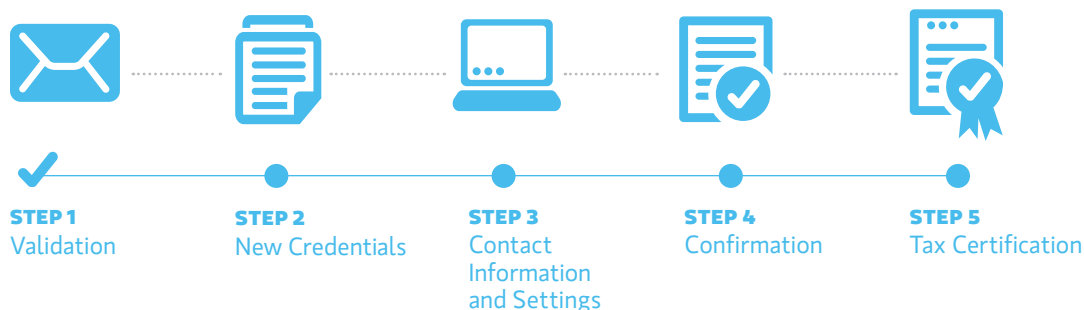 STEP 1
Validation
STEP 2
New Credentials
STEP 3
Contact
Information
and Settings
STEP 4
Confirmation
STEP 5
Tax Certification